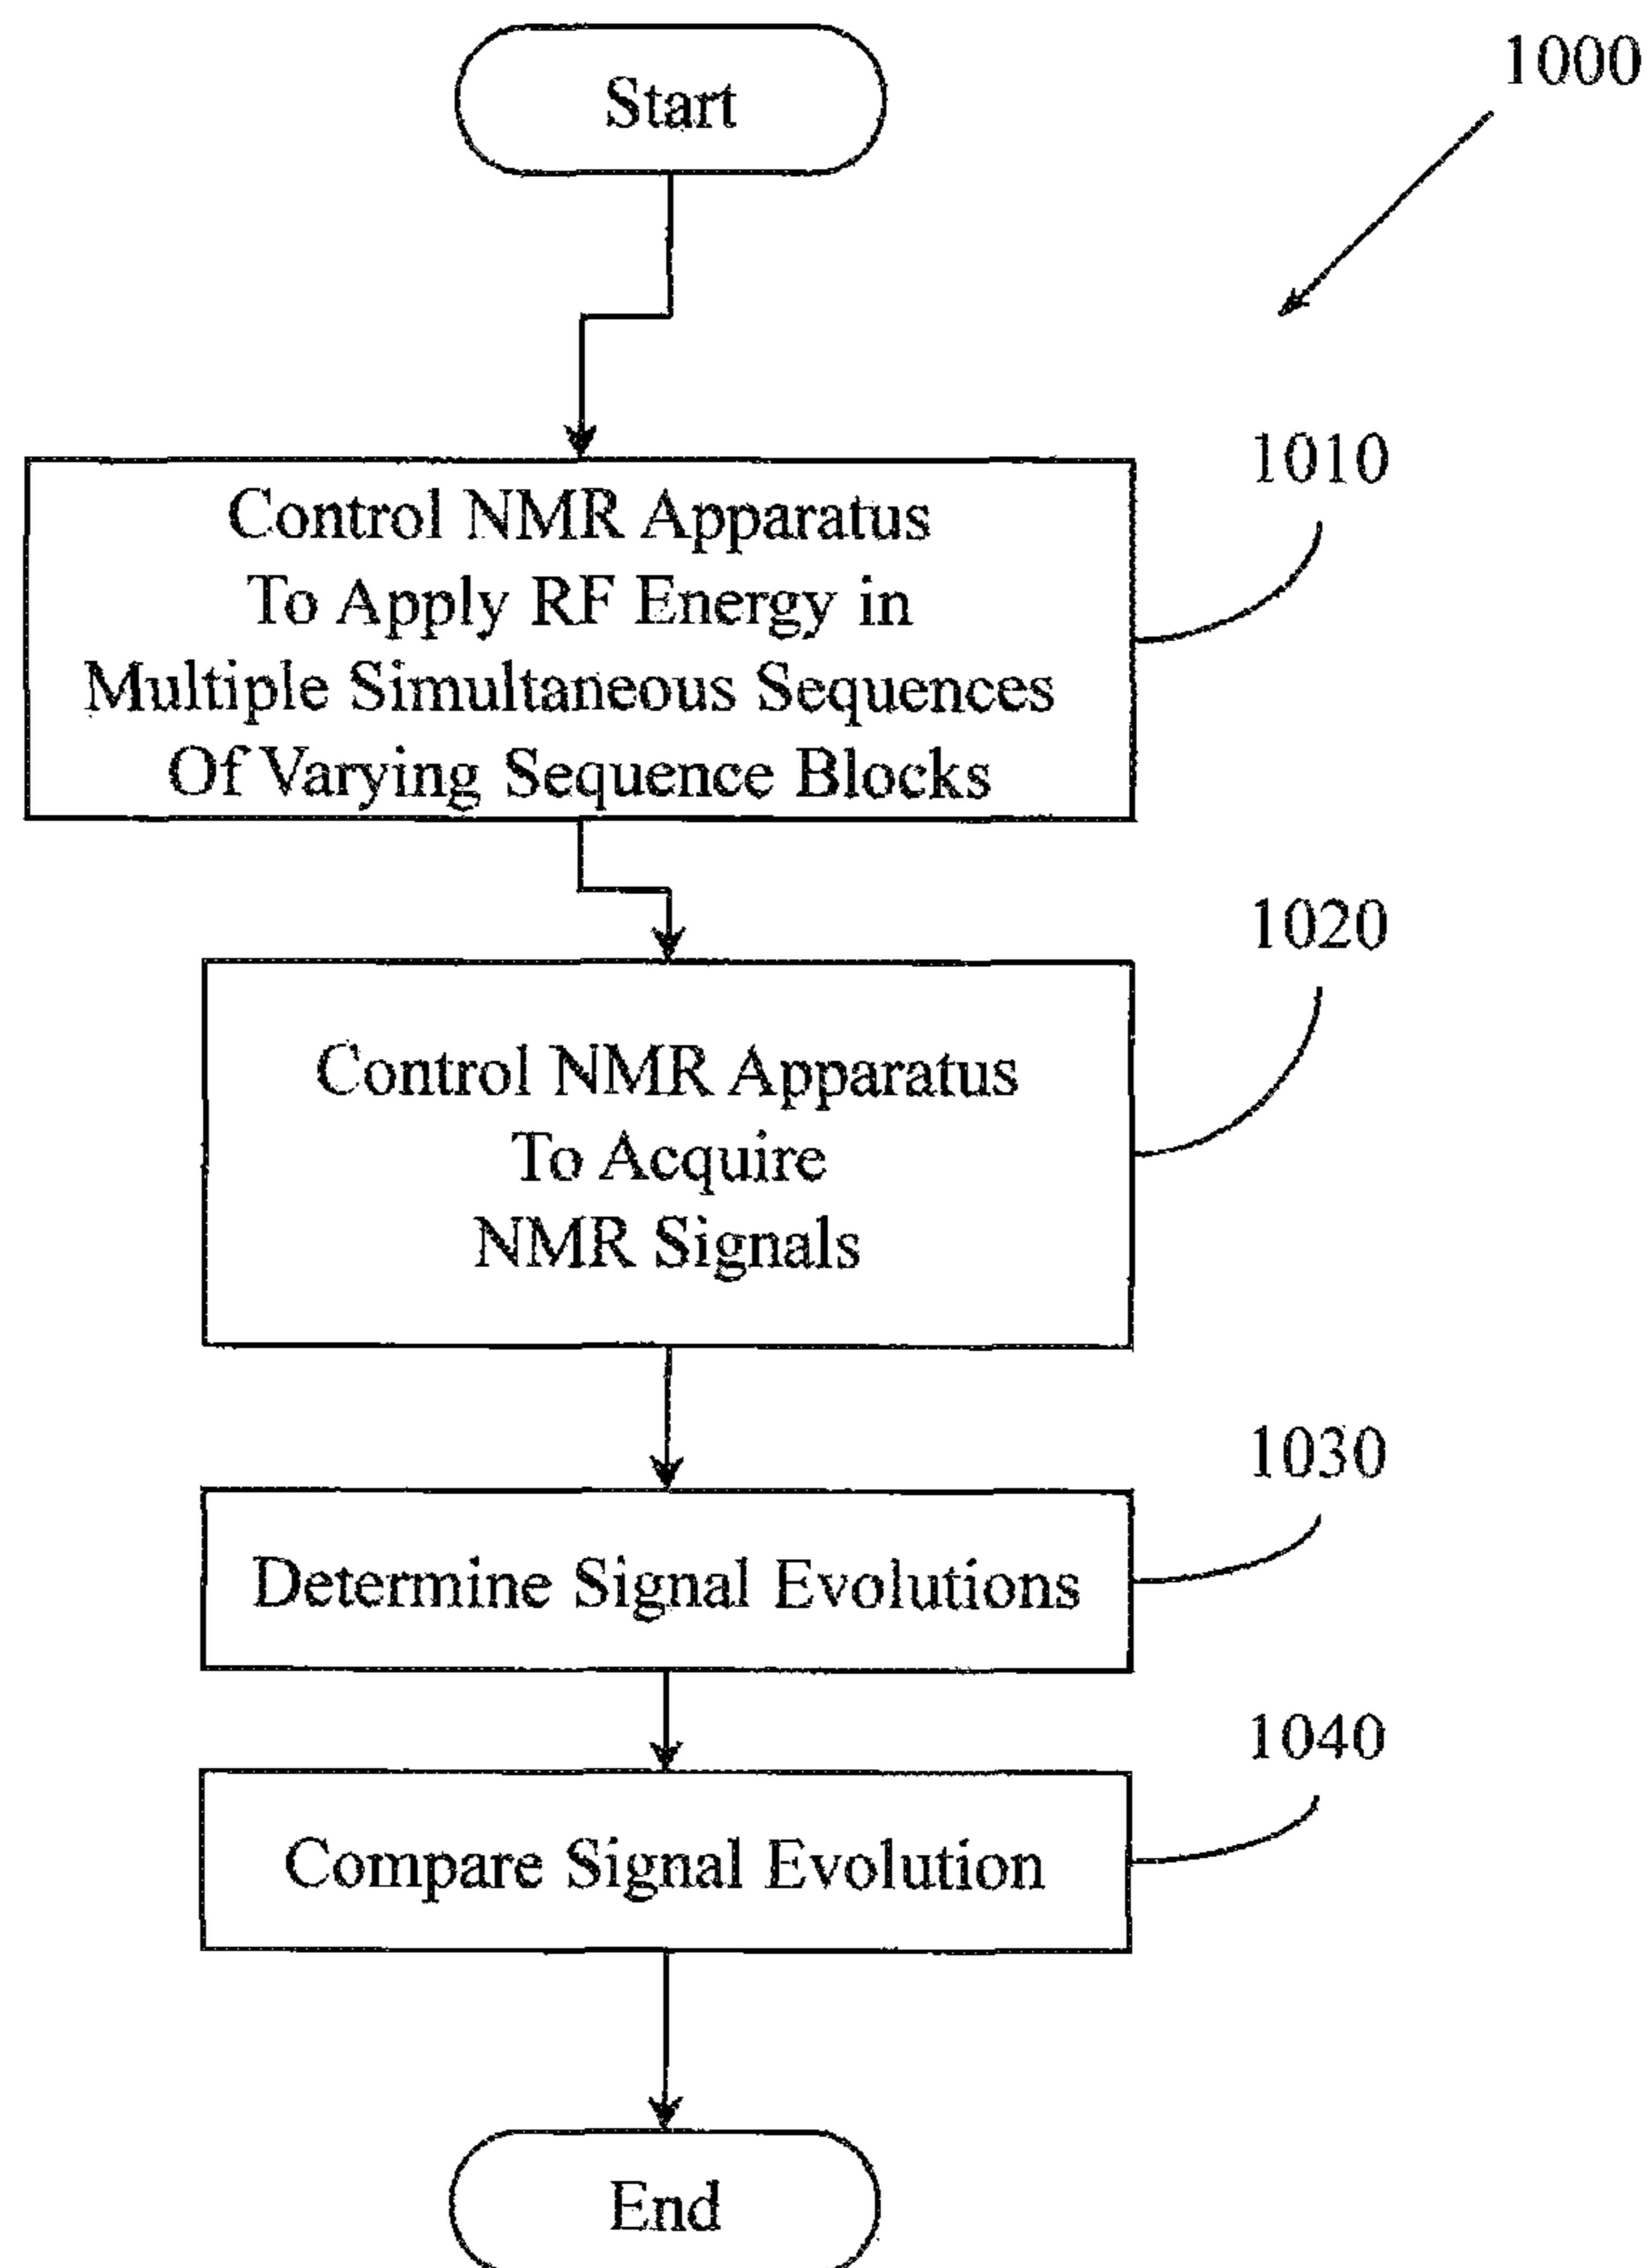 Start
1000
1010
Control NMR Apparatus
To Apply RF Energy in
Multiple Simultaneous Sequences
Of Varying Sequence Blocks
1020
Control NMR Apparatus
To Acquire
NMR Signals
1030
Determine Signal Evolutions
1040
Compare Signal Evolution
End